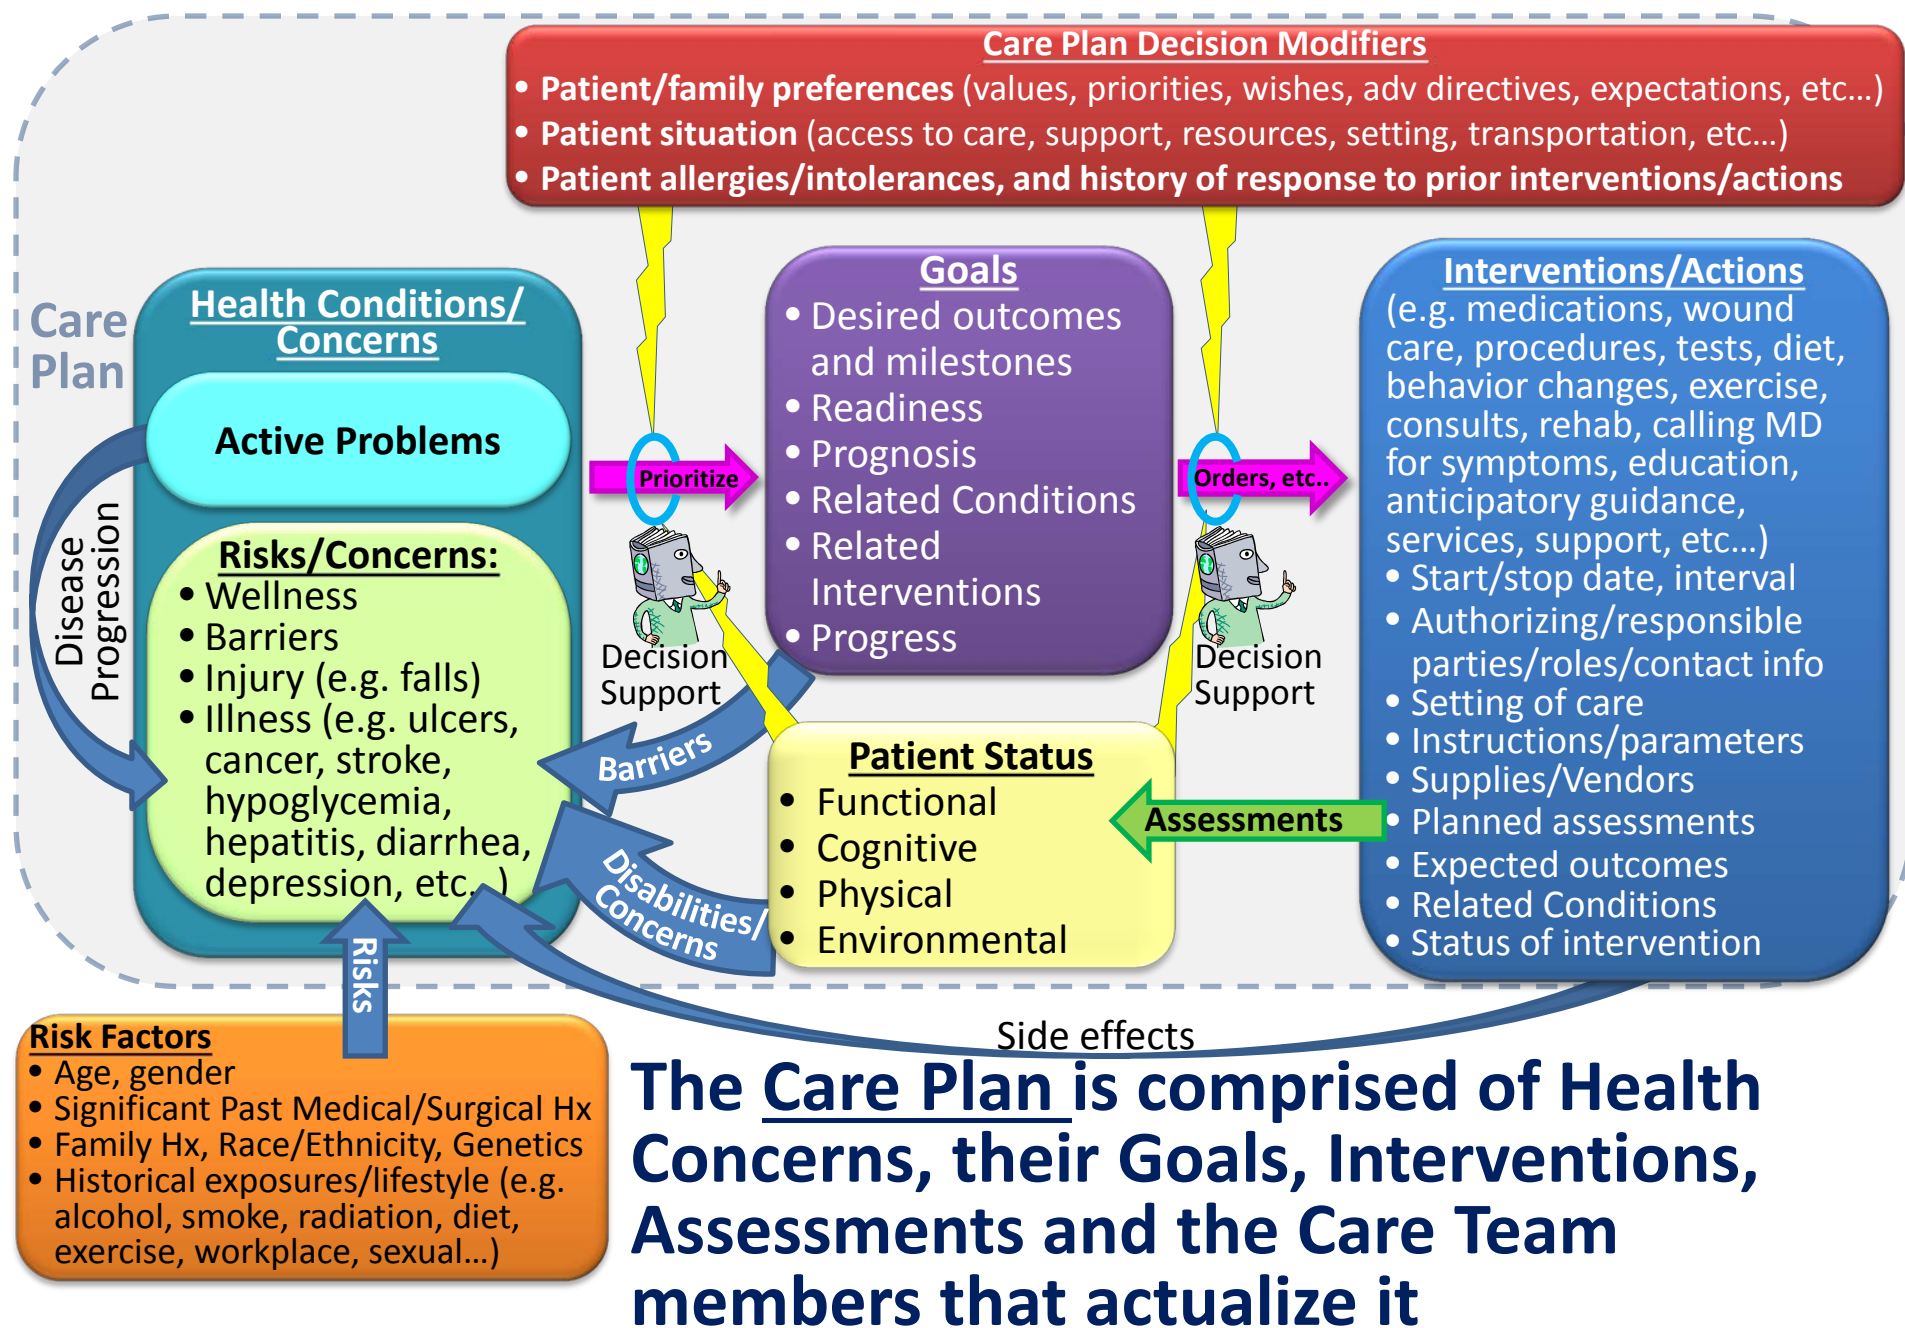 Care Plan Decision Modifiers
• Patient/family preferences (values, priorities, wishes, adv directives, expectations, etc...)
• Patient situation (access to care, support, resources, setting, transportation, etc...)
• Patient allergies/intolerances, and history of response to prior interventions/actions
Care
Plan
Health Conditions/
Concerns
Active Problems
Disease
Progression
Risks/Concerns:
• Wellness
• Barriers
• Injury (e.g. falls)
• Illness (e.g. ulcers,
cancer, stroke,
hypoglycemia,
hepatitis, diarrhea,
depression, etc...)
Prioritize
Decision
Support
Goals
• Desired outcomes
and milestones
• Readiness
• Prognosis
• Related Conditions
• Related
Interventions
• Progress
Orders, etc..
Decision
Support
Interventions/Actions
(e.g. medications, wound
care, procedures, tests, diet,
behavior changes, exercise,
consults, rehab, calling MD
for symptoms, education,
anticipatory guidance,
services, support, etc...)
• Start/stop date, interval
• Authorizing/responsible
parties/roles/contact info
• Setting of care
• Instructions/parameters
• Supplies/Vendors
• Planned assessments
• Expected outcomes
• Related Conditions
• Status of intervention
Barriers
Patient Status
• Functional
• Cognitive
• Physical
• Environmental
Assessments
Disabilities/
Concerns
Risks
Side effects
Risk Factors
• Age, gender
• Significant Past Medical/Surgical Hx
• Family Hx, Race/Ethnicity, Genetics
• Historical exposures/lifestyle (e.g.
alcohol, smoke, radiation, diet,
exercise, workplace, sexual...)
The Care Plan is comprised of Health
Concerns, their Goals, Interventions,
Assessments and the Care Team
members that actualize it